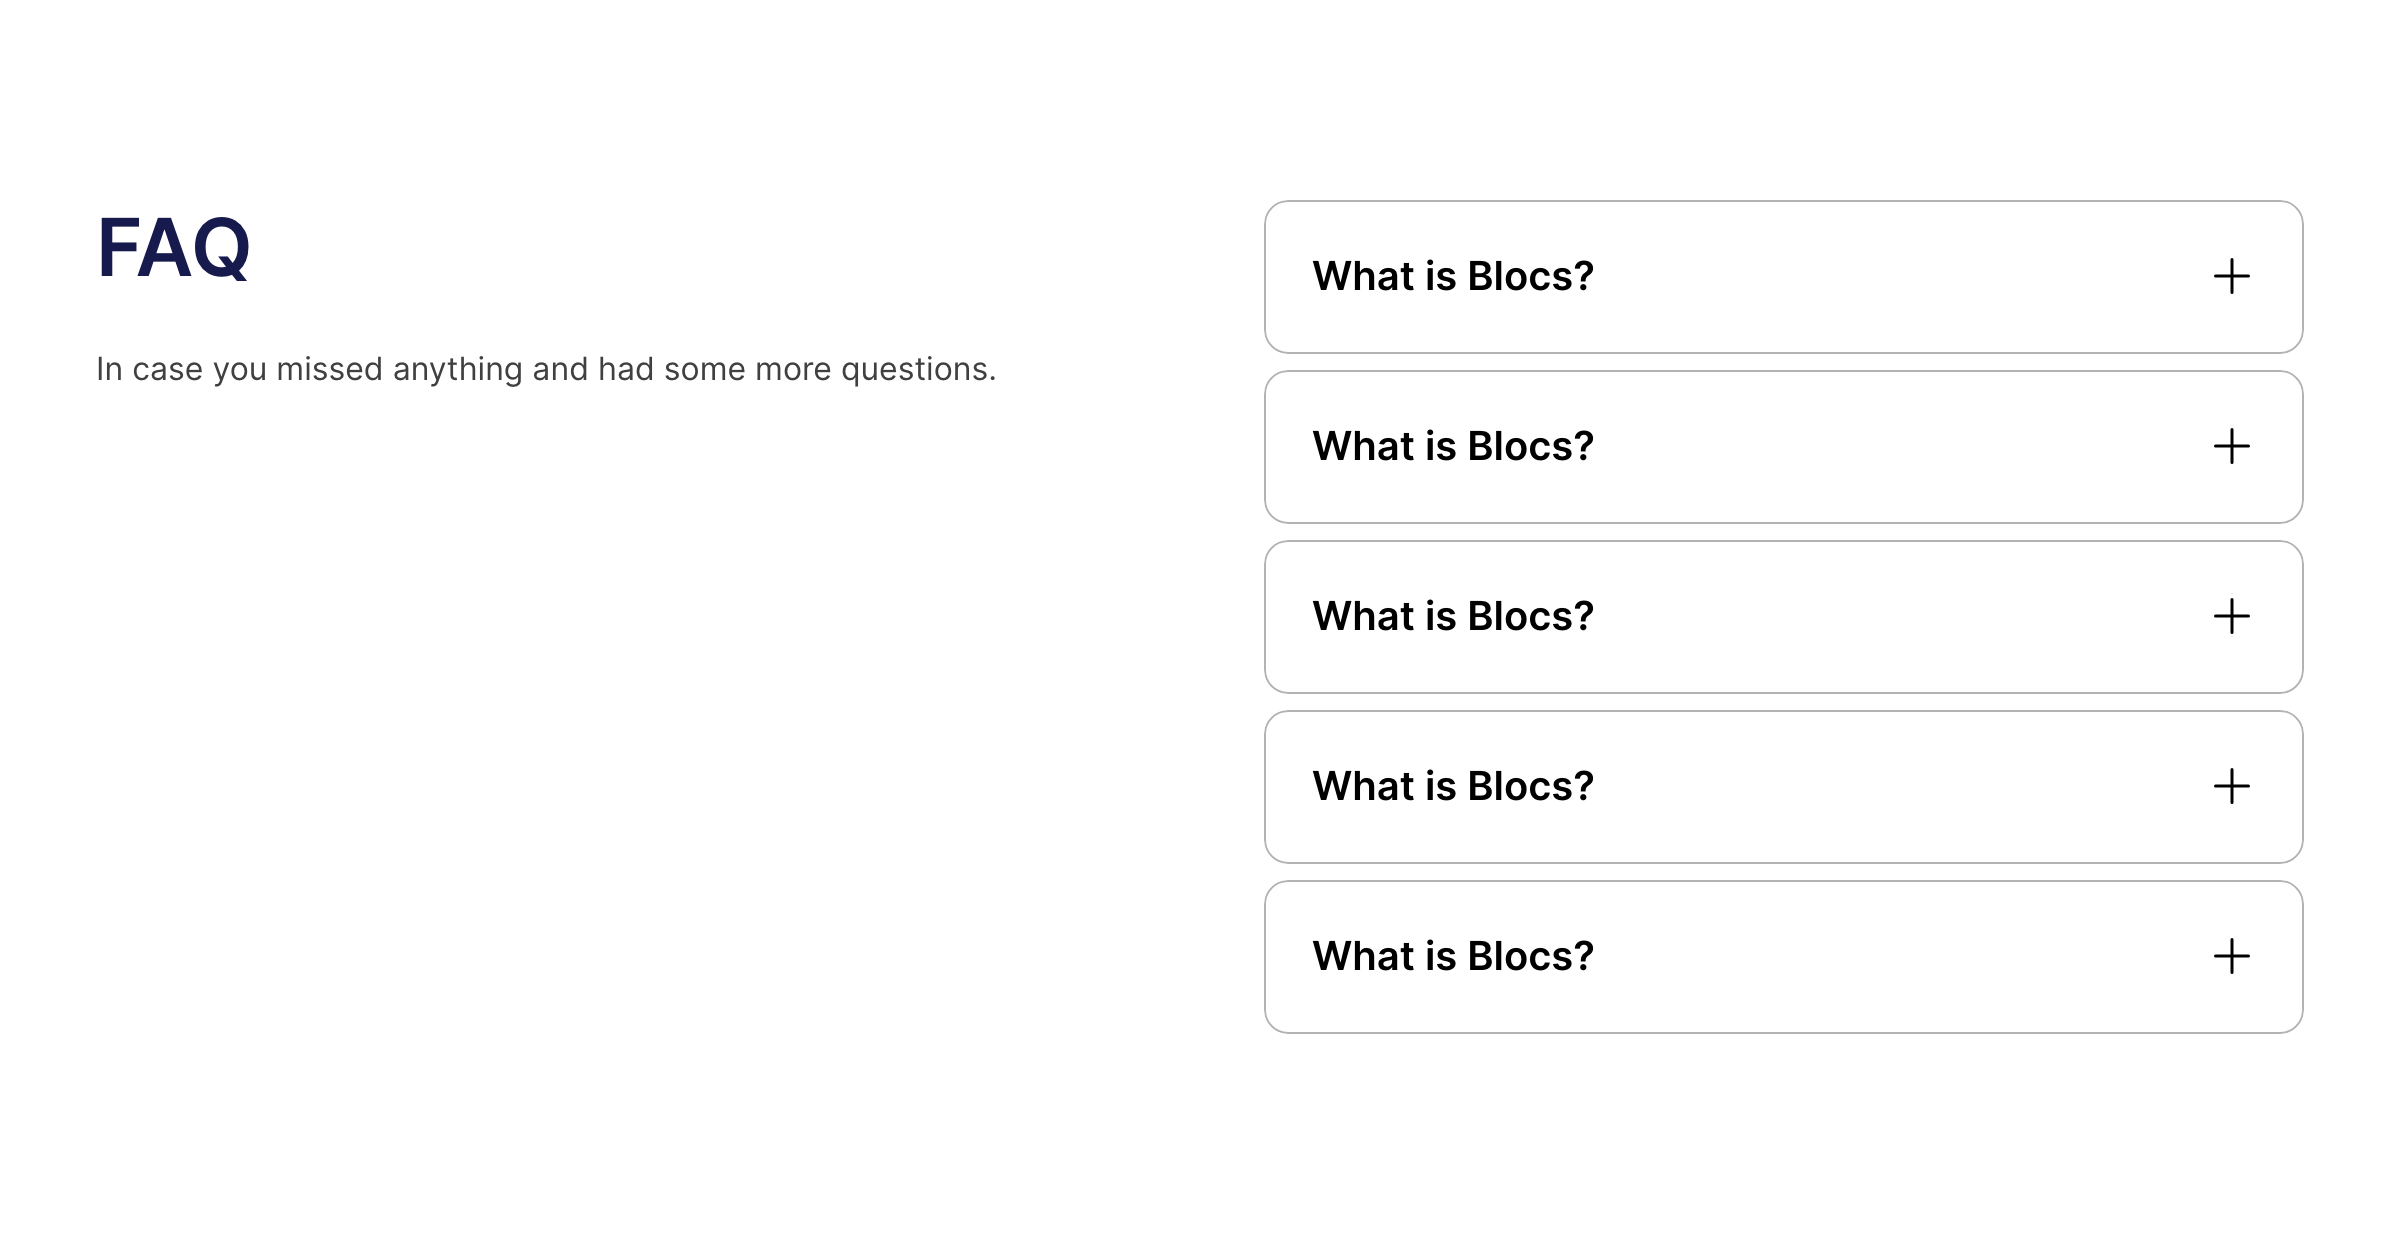 FAQ
In case you missed anything and had some more questions.
What is Blocs?
What is Blocs?
What is Blocs?
What is Blocs?
What is Blocs?